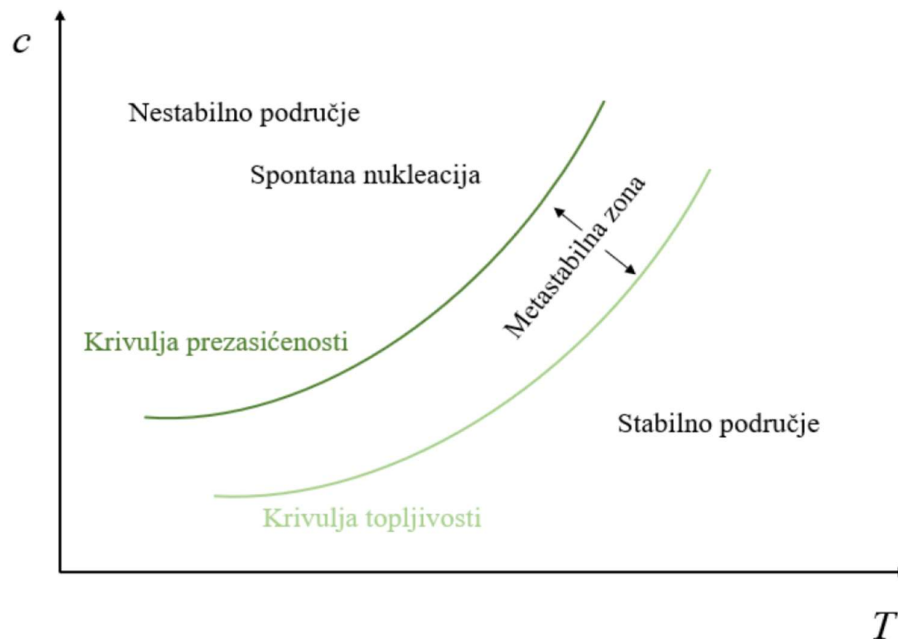 c
Nestabilno područje
Spontana nukleacija
Metastabilna zona
Krivulja prezasićenosti
Stabilno područje
Krivulja topljivosti
T